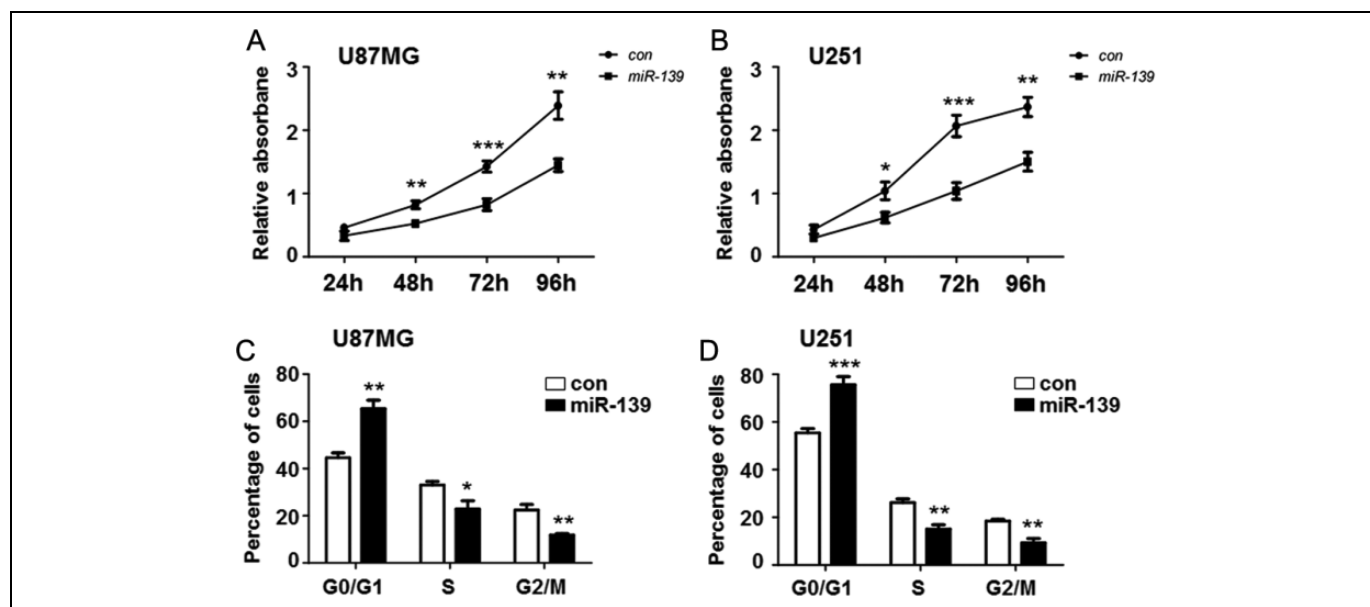 A
U87MG
con
miR-139
Relative absorbane
3
2
1
0
**
***
**
24h 48h 72h 96h
B
U251
con
miR-139
Relative absorbane
3
2
1
0
*
***
**
24h 48h 72h 96h
C
U87MG
con
miR-139
Percentage of cells
80
60
40
20
0
**
*
**
G0/G1 S G2/M
D
U251
con
miR-139
Percentage of cells
80
60
40
20
0
***
**
**
G0/G1 S G2/M